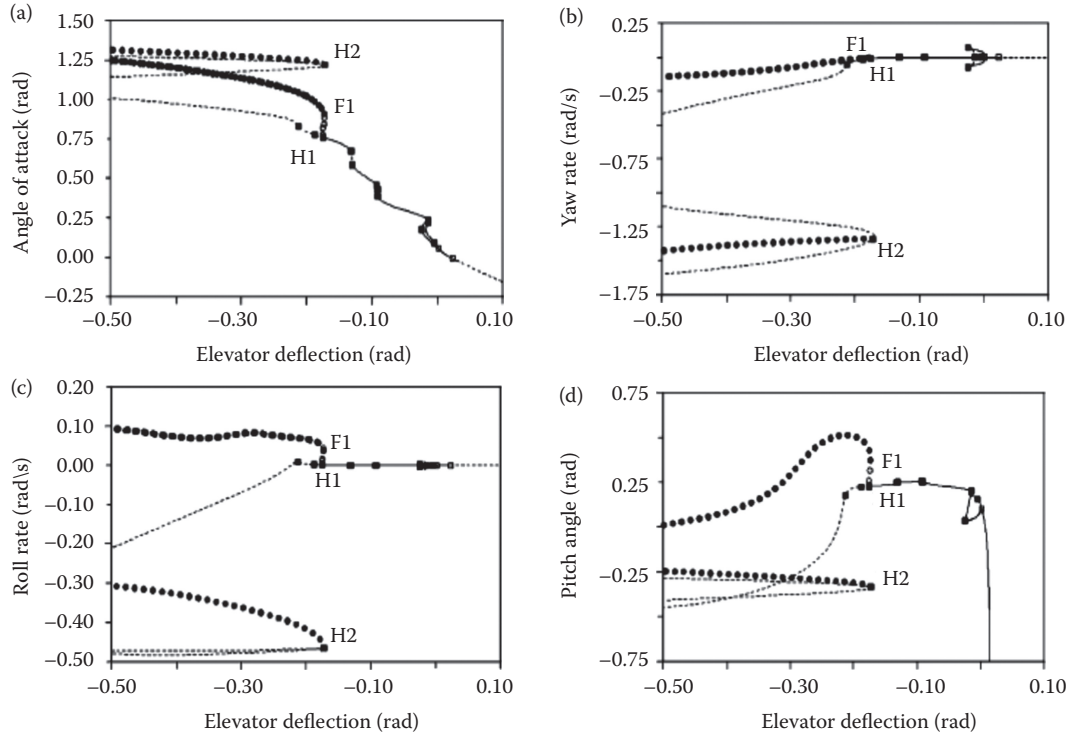 (a)
1.50
1.25
1.00
0.75
0.50
0.25
0.00
−0.25
Angle of attack (rad)
H2
F1
H1
−0.50
−0.30
−0.10
0.10
Elevator deflection (rad)
(b)
0.25
−0.25
−0.75
−1.25
−1.75
Yaw rate (rad/s)
F1
H1
H2
−0.50
−0.30
−0.10
0.10
Elevator deflection (rad)
(c)
0.20
0.10
0.00
−0.10
−0.20
−0.30
−0.40
−0.50
Roll rate (rad\s)
F1
H1
H2
−0.50
−0.30
−0.10
0.10
Elevator deflection (rad)
(d)
0.75
0.25
−0.25
−0.75
Pitch angle (rad)
F1
H1
H2
−0.50
−0.30
−0.10
0.10
Elevator deflection (rad)